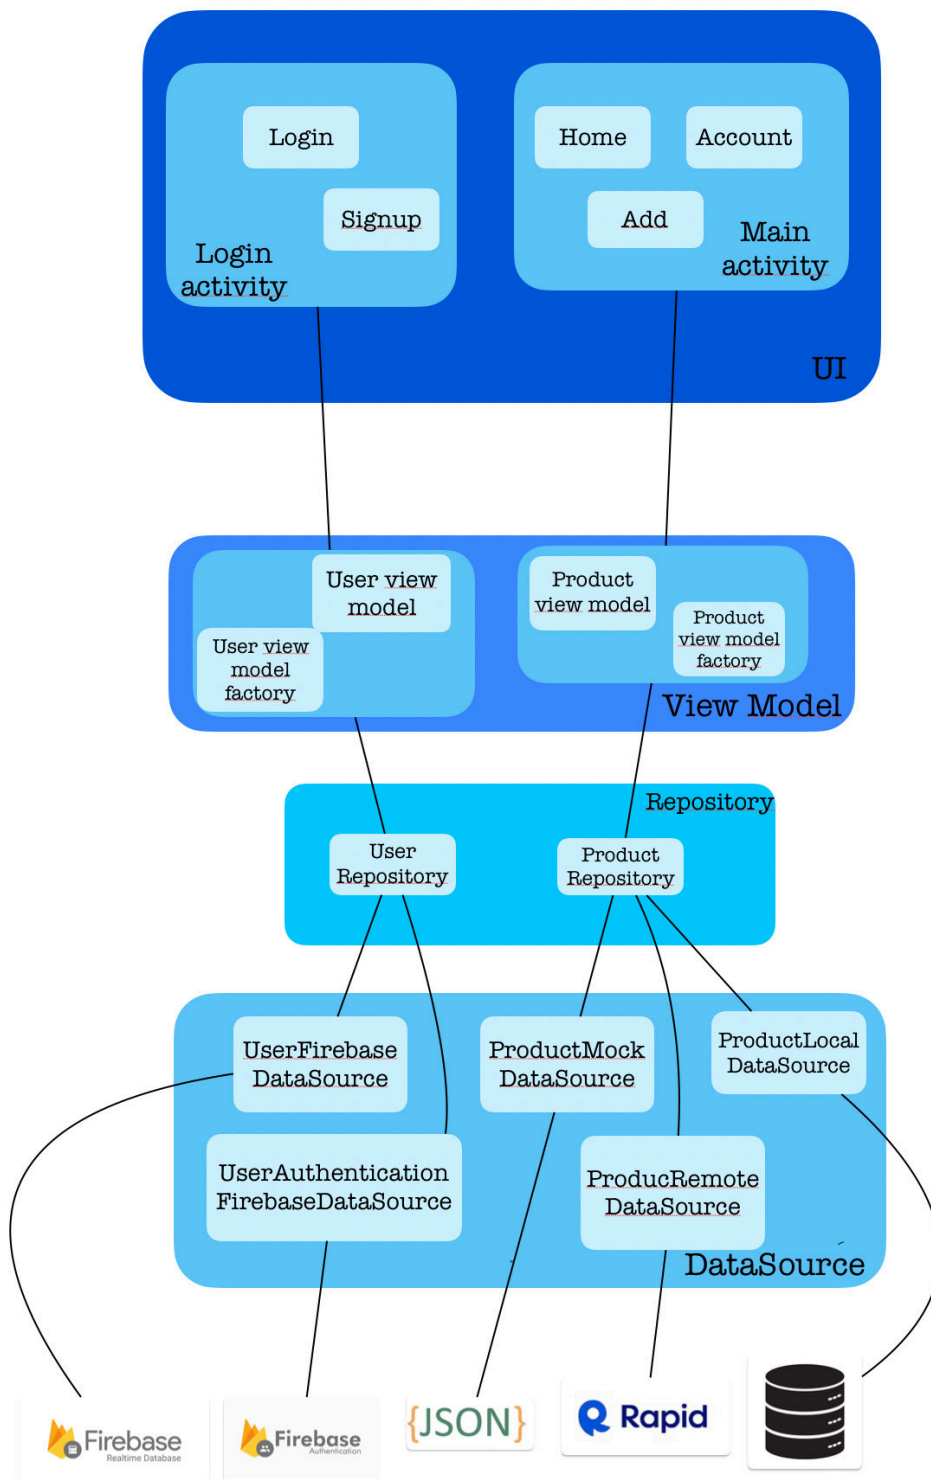 Login
Signup
Login
activity
Home
Account
Add
Main
activity
UI
User view
model
User view
model
factory
Product
view model
Product
view model
factory
View Model
Repository
User
Repository
Product
Repository
UserFirebase
DataSource
ProductMock
DataSource
ProductLocal
DataSource
UserAuthentication
FirebaseDataSource
ProducRemote
DataSource
DataSource
Firebase
Realtime Database
Firebase
Authentication
{JSON}
Rapid